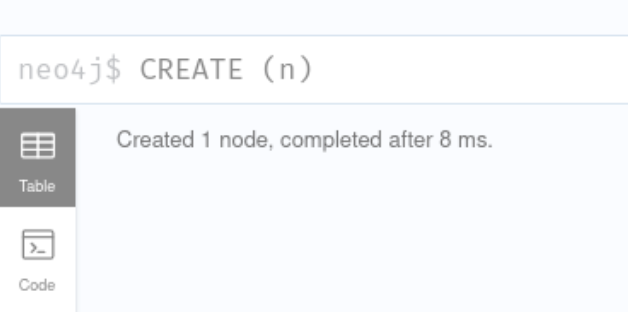 neo4j$ CREATE (n)
Created 1 node, completed after 8 ms.
Table
Code